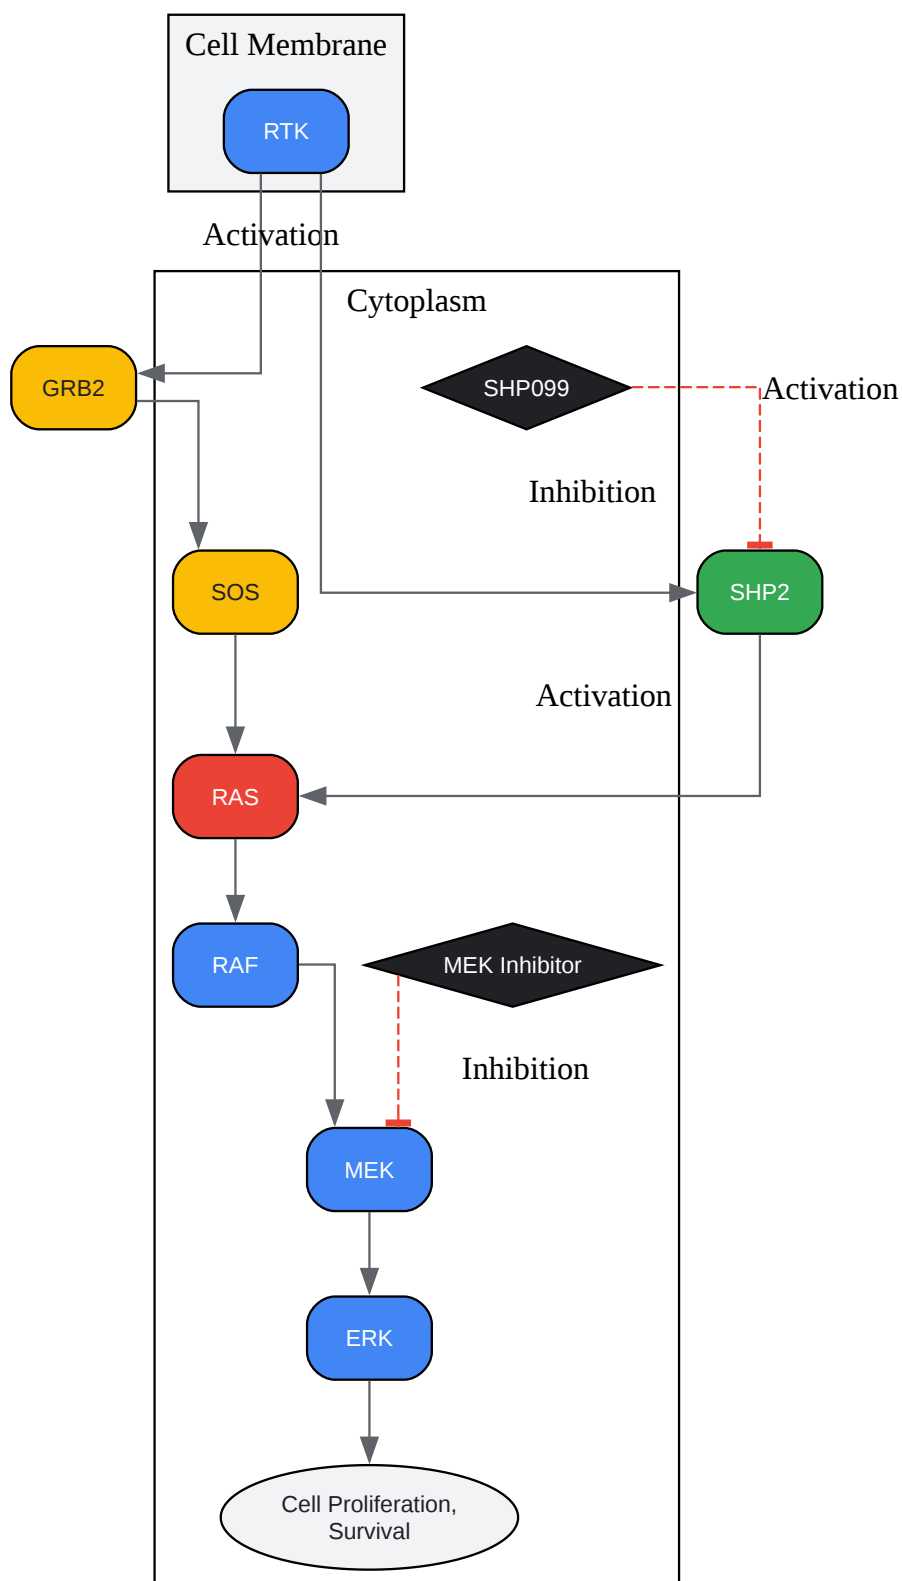 Cell Membrane
RTK
Activation
Cytoplasm
GRB2
SHP099
Activation
Inhibition
SOS
SHP2
Activation
RAS
RAF
MEK Inhibitor
Inhibition
MEK
ERK
Cell Proliferation,
Survival